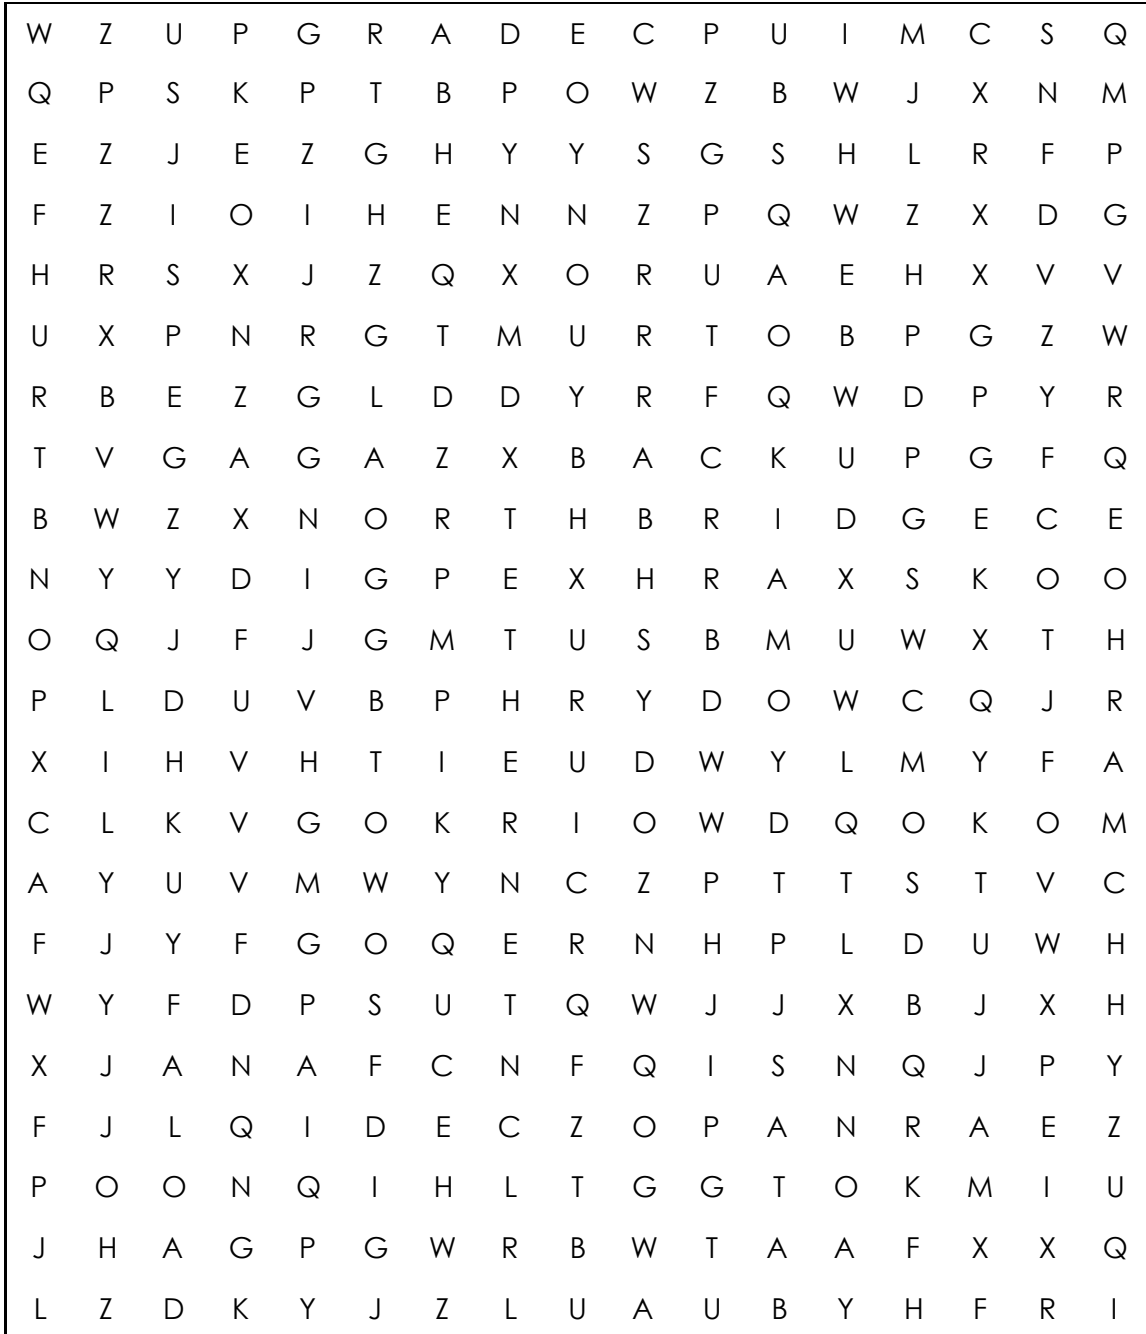 W Z U P G R A D E C P U I M C S Q
Q P S K P T B P O W Z B W J X N M
E Z J E Z G H Y Y S G S H L R F P
F Z I O I H E N N Z P Q W Z X D G
H R S X J Z Q X O R U A E H X V V
U X P N R G T M U R T O B P G Z W
R B E Z G L D D Y R F Q W D P Y R
T V G A G A Z X B A C K U P G F Q
B W Z X N O R T H B R I D G E C E
N Y Y D I G P E X H R A X S K O O
O Q J F J G M T U S B M U W X T H
P L D U V B P H R Y D O W C Q J R
X I H V H T I E U D W Y L M Y F A
C L K V G O K R I O W D Q O K O M
A Y U V M W Y N C Z P T T S T V C
F J Y F G O Q E R N H P L D U W H
W Y F D P S U T Q W J J X B J X H
X J A N A F C N F Q I S N Q J P Y
F J L Q I D E C Z O P A N R A E Z
P O O N Q I H L T G G T O K M I U
J H A G P G W R B W T A A F X X Q
L Z D K Y J Z L U A U B Y H F R I